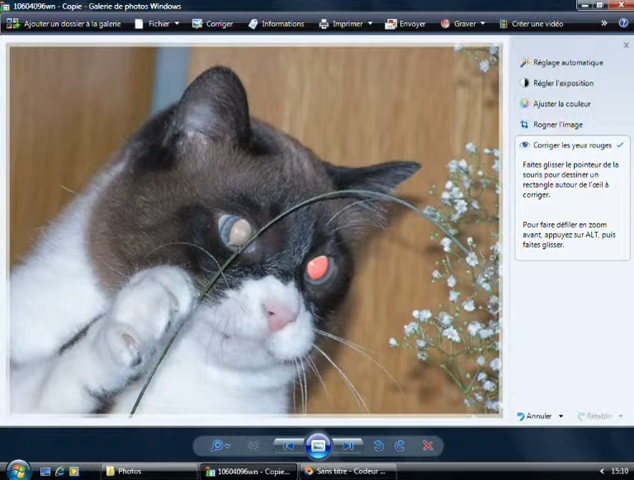 10604096wn - Copie - Galerie de photos Windows
Ajouter un dossier à la galerie Fichier Corriger Informations Imprimer Envoyer Graver Créer une vidéo »
Réglage automatique
Régler l'exposition
Ajuster la couleur
Rogner l'image
Corriger les yeux rouges
Faites glisser le pointeur de la
souris pour dessiner un
rectangle autour de l'œil à
corriger.
Pour faire défiler en zoom
avant, appuyez sur ALT, puis
faites glisser.
Annuler Rétablir
Photos 10604096wn - Copie... Sans titre - Codeur ... 15:10